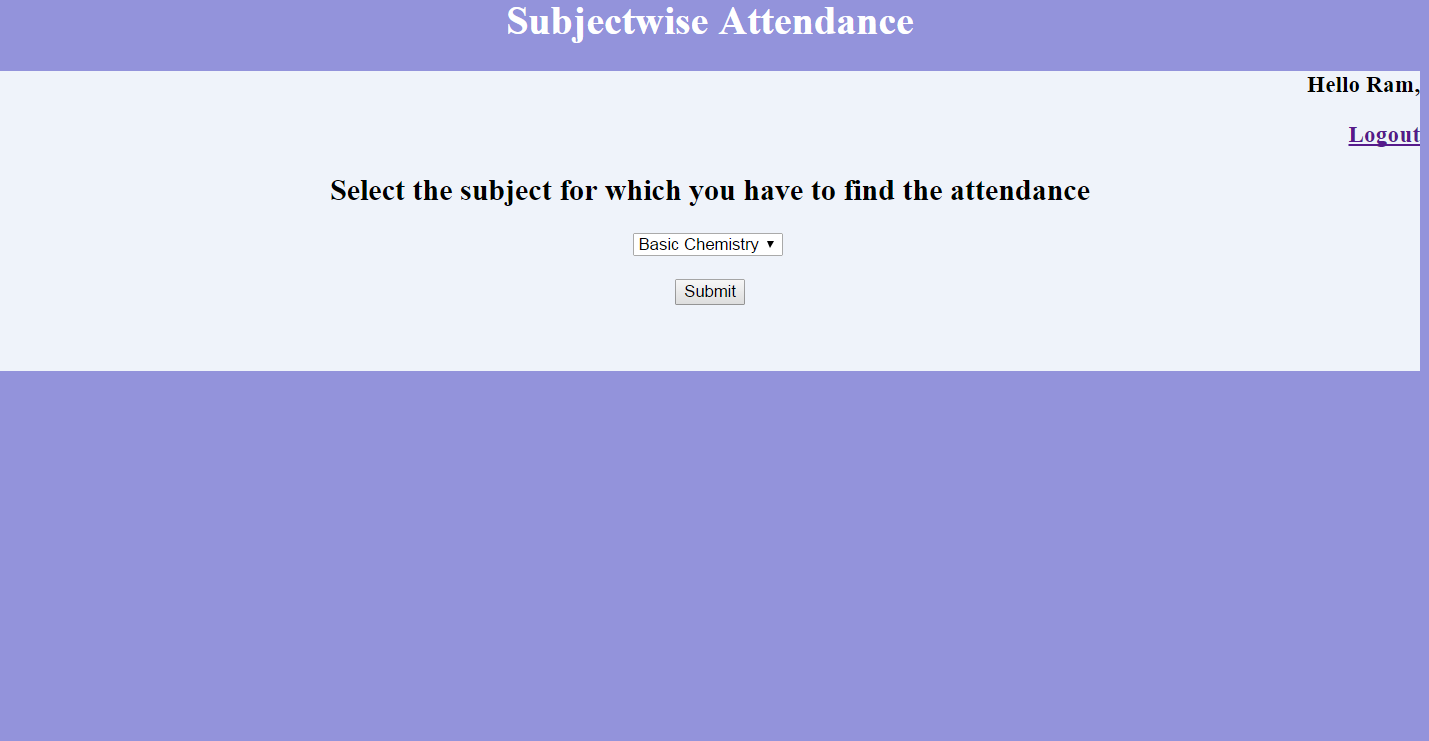 Subjectwise Attendance
Hello Ram,
Logout
Select the subject for which you have to find the attendance
Basic Chemistry
Submit